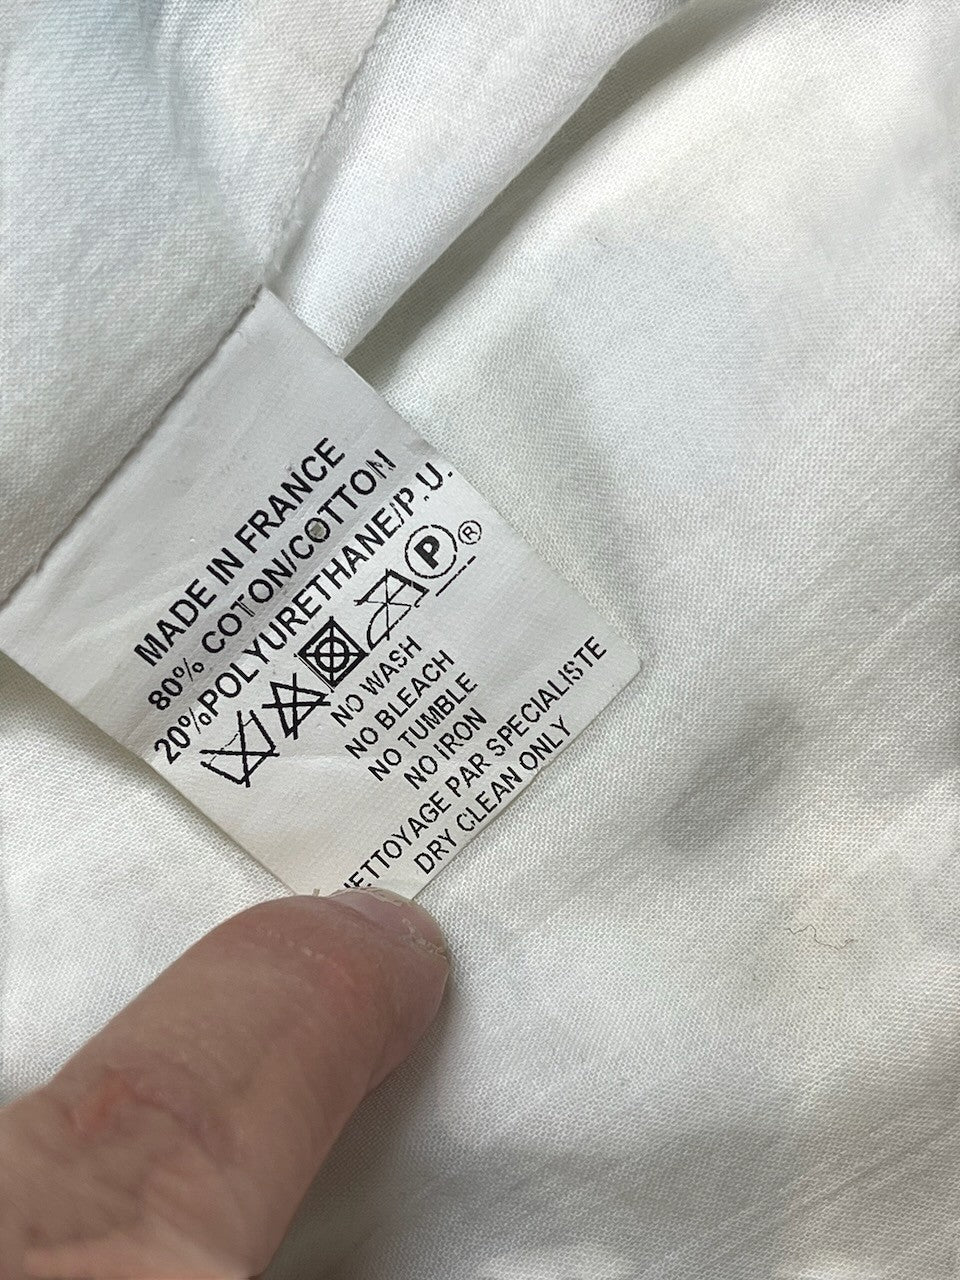 MADE IN FRANCE
80% COTON/COTTON
20%POLYURETHANE/P.U.
P ®
NO WASH
NO BLEACH
NO TUMBLE
NO IRON
ETTOYAGE PAR SPECIALISTE
DRY CLEAN ONLY